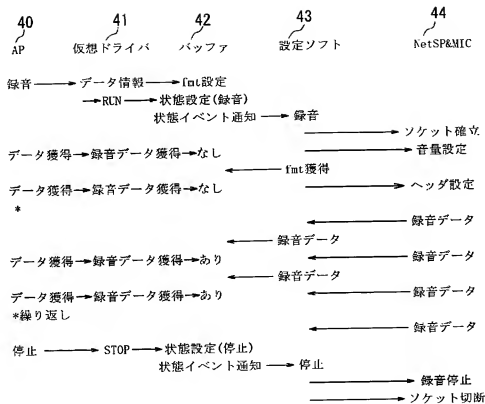 40 41 42 43 44
AP 仮想ドライバ バッファ 設定ソフト NetSP&MIC
録音 データ情報 fmt設定
RUN 状態設定(録音)
状態イベント通知 録音
ソケット確立
データ獲得 録音データ獲得 なし 音量設定
fmt獲得
データ獲得 録音データ獲得 なし ヘッダ設定
*
録音データ
録音データ
データ獲得 録音データ獲得 あり 録音データ
録音データ
データ獲得 録音データ獲得 あり 録音データ
*繰り返し
録音データ
停止 STOP 状態設定(停止)
状態イベント通知 停止
録音停止
ソケット切断